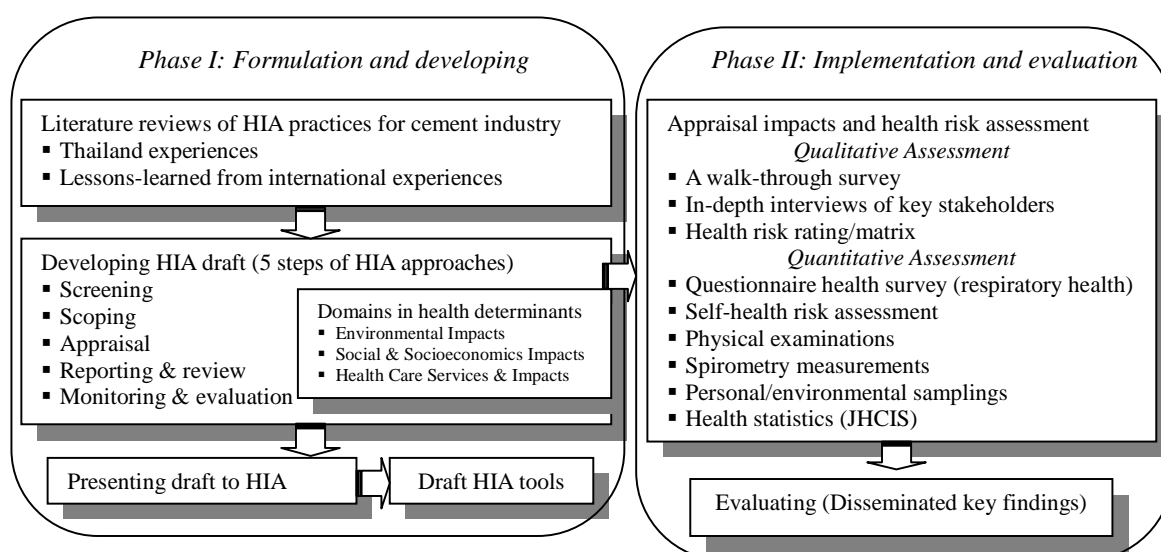 Phase I: Formulation and developing
Literature reviews of HIA practices for cement industry
▪ Thailand experiences
▪ Lessons-learned from international experiences
Developing HIA draft (5 steps of HIA approaches)
▪ Screening
▪ Scoping
▪ Appraisal
▪ Reporting & review
▪ Monitoring & evaluation
Domains in health determinants
▪ Environmental Impacts
▪ Social & Socioeconomics Impacts
▪ Health Care Services & Impacts
Presenting draft to HIA
Draft HIA tools
Phase II: Implementation and evaluation
Appraisal impacts and health risk assessment
Qualitative Assessment
▪ A walk-through survey
▪ In-depth interviews of key stakeholders
▪ Health risk rating/matrix
Quantitative Assessment
▪ Questionnaire health survey (respiratory health)
▪ Self-health risk assessment
▪ Physical examinations
▪ Spirometry measurements
▪ Personal/environmental samplings
▪ Health statistics (JHCIS)
Evaluating (Disseminated key findings)